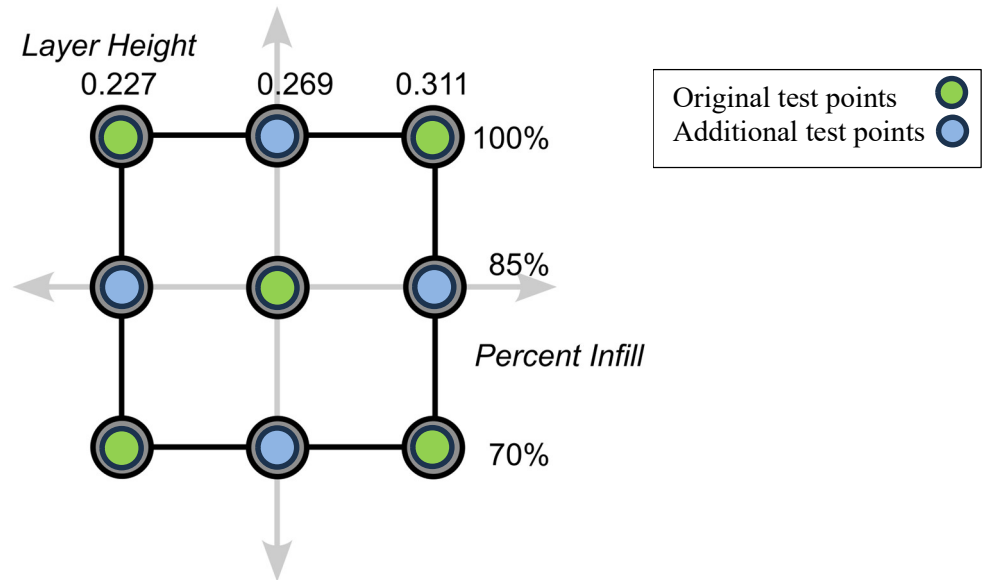 Layer Height
0.227 0.269 0.311
Original test points
Additional test points
100%
85%
Percent Infill
70%